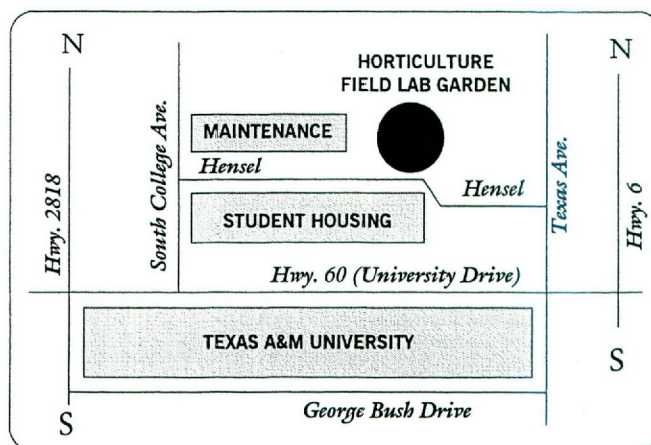 N
N
HORTICULTURE
FIELD LAB GARDEN
South College Ave.
MAINTENANCE
Texas Ave.
Hensel
Hensel
Hwy. 2818
STUDENT HOUSING
Hwy. 6
Hwy. 60 (University Drive)
TEXAS A&M UNIVERSITY
S
George Bush Drive
S